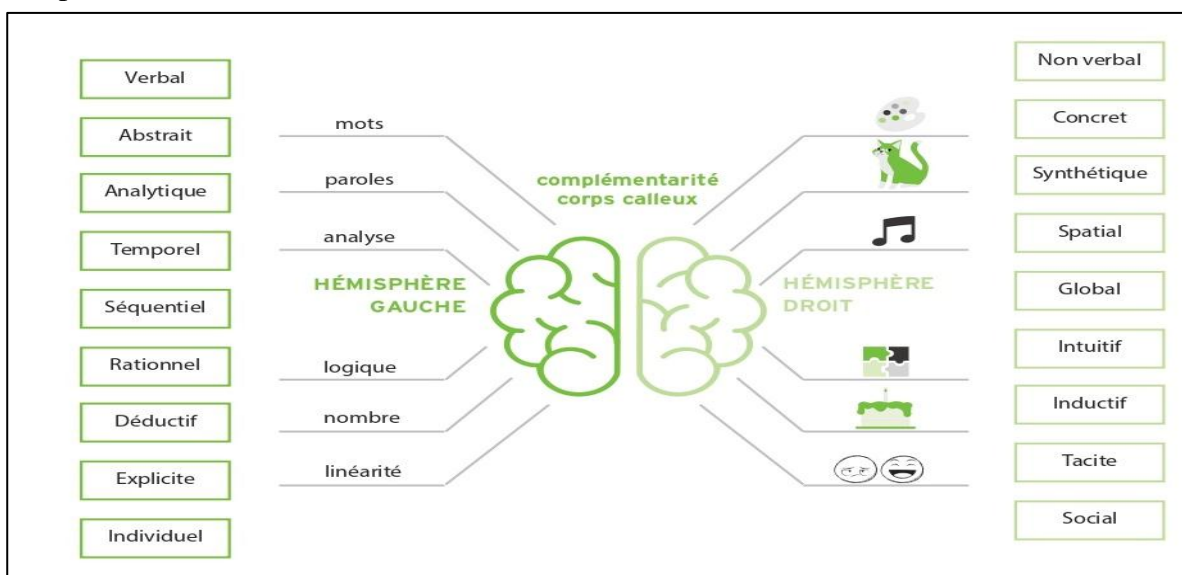 Verbal
Abstrait
Analytique
Temporel
Séquentiel
Rationnel
Déductif
Explicite
Individuel
mots
paroles
analyse
logique
nombre
linéarité
complémentarité
corps calleux
HÉMISPHÈRE
GAUCHE
HÉMISPHÈRE
DROIT
Non verbal
Concret
Synthétique
Spatial
Global
Intuitif
Inductif
Tacite
Social